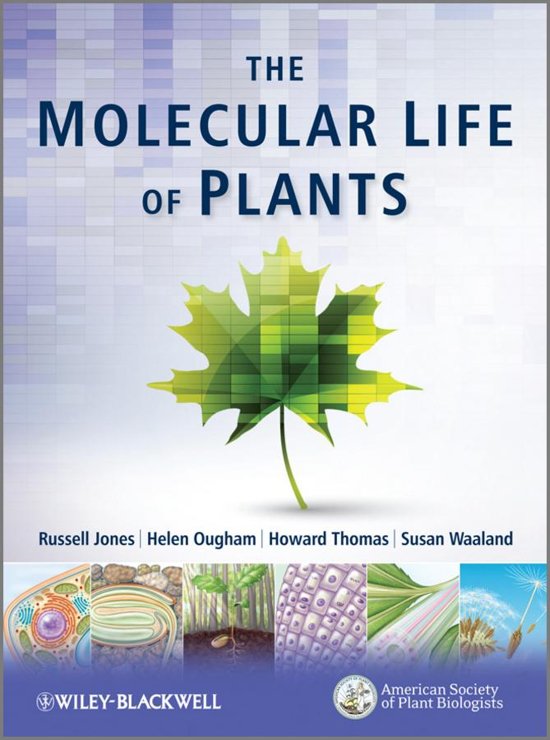 THE
MOLECULAR LIFE
OF PLANTS
Russell Jones | Helen Ougham | Howard Thomas | Susan Waaland
WILEY-BLACKWELL
American Society
of Plant Biologists